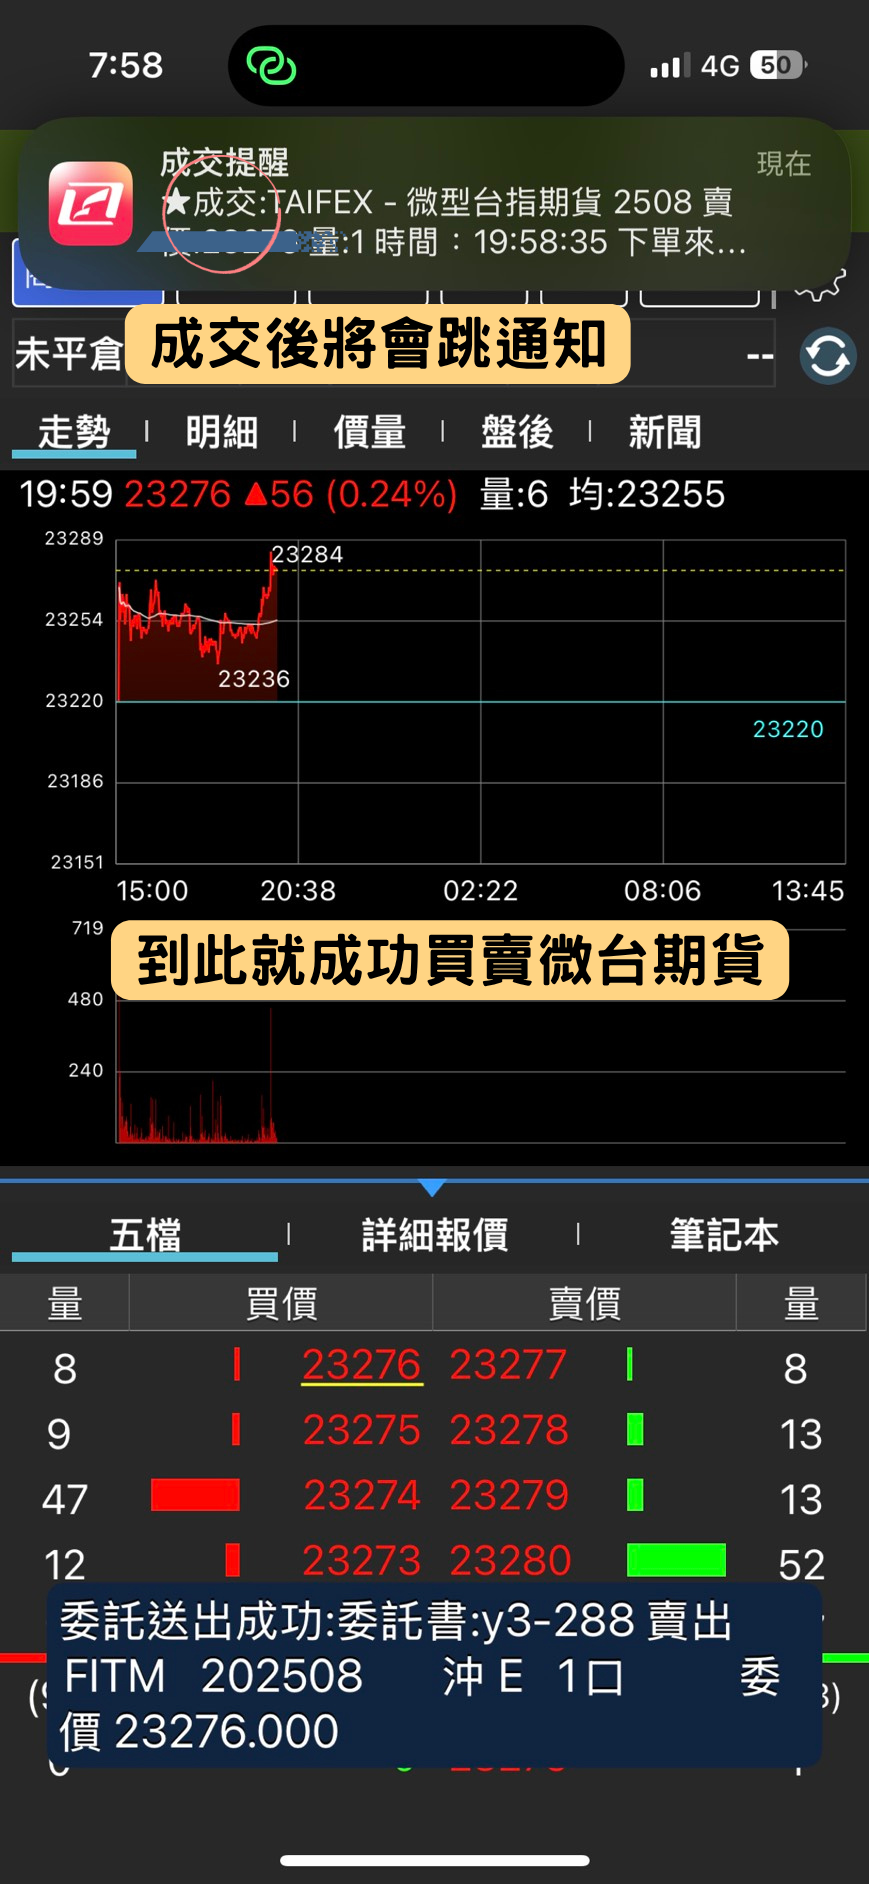 7:58
4G 50
成交提醒 現在
★成交:TAIFEX - 微型台指期貨 2508 賣
量:1 時間：19:58:35 下單來...
成交後將會跳通知
未平倉 --
走勢 明細 價量 盤後 新聞
19:59 23276 ▲56 (0.24%) 量:6 均:23255
23289
23284
23254
23236
23220
23220
23186
23151
15:00 20:38 02:22 08:06 13:45
719
到此就成功買賣微台期貨
480
240
五檔 詳細報價 筆記本
量 買價 賣價 量
8 23276 23277 8
9 23275 23278 13
47 23274 23279 13
12 23273 23280 52
委託送出成功:委託書:y3-288 賣出
FITM 202508 沖 E 1口 委
價 23276.000